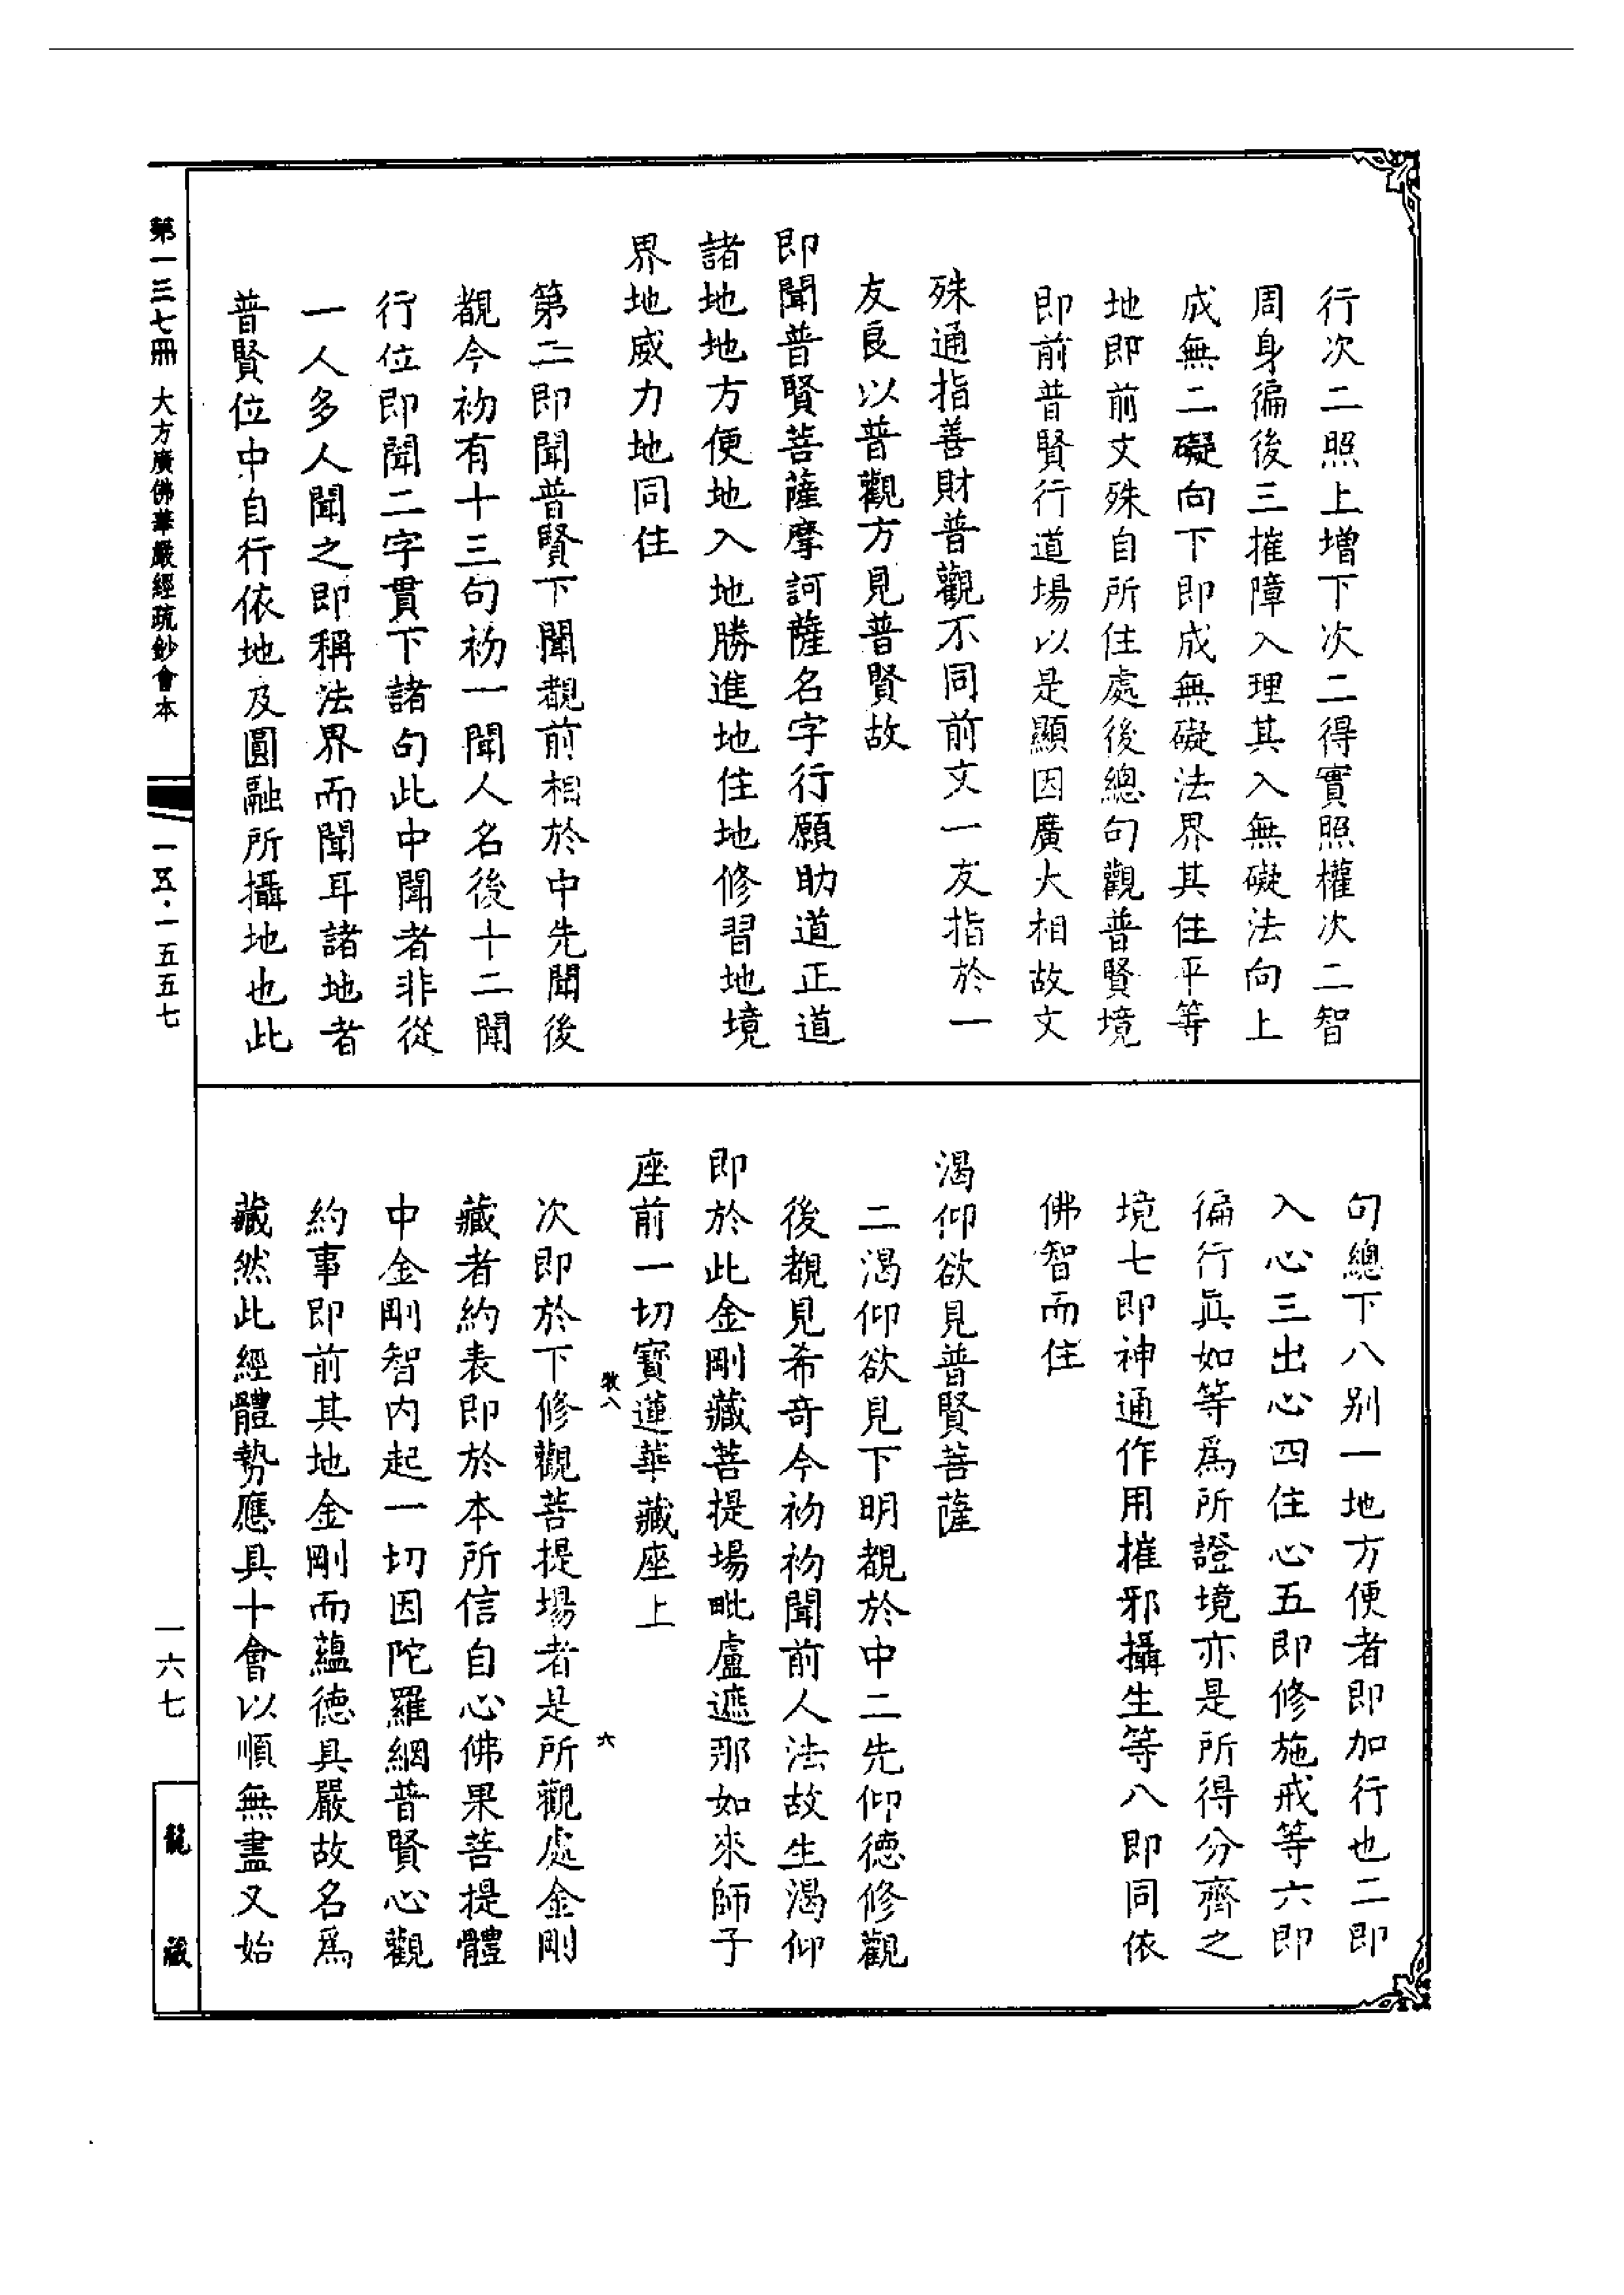 行次二照上增下次二得實照權次二智
周身徧後三摧障入理其入無礙法向上
成無二礙向下即成無礙法界其住平等
地即前文殊自所住處後總句觀普賢境
即前普賢行道場以是顯因廣大相故文
殊通指善財普觀不同前文一友指於一
友良以普觀方見普賢故
即聞普賢菩薩摩訶薩名字行願助道正道
諸地地方便地入地勝進地住地修習地境
界地威力地同住
第二即聞普賢下聞覩前相於中先聞後
覩今初有十三句初一聞人名後十二聞
行位即聞二字貫下諸句此中聞者非從
一人多人聞之即稱法界而聞耳諸地者
普賢位中自行依地及圓融所攝地也此
句總下八別一地方便者即加行也二即
入心三出心四住心五即修施戒等六即
徧行眞如等爲所證境亦是所得分齊之
境七即神通作用摧邪攝生等八即同依
佛智而住
渴仰欲見普賢菩薩
二渴仰欲見下明覩於中二先仰德修觀
後覩見希奇今初初聞前人法故生渴仰
即於此金剛藏菩提場毗盧遮那如來師子
座前一切寶蓮華藏座上
次即於下修觀菩提場者是所觀處金剛
藏者約表即於本所信自心佛果菩提體
中金剛智內起一切因陀羅網普賢心觀
約事即前其地金剛而蘊德具嚴故名爲
藏然此經體勢應具十會以順無盡又始
第一三七冊 大方廣佛華嚴經疏鈔會本
一五·一五五七
一六七
龍藏
六